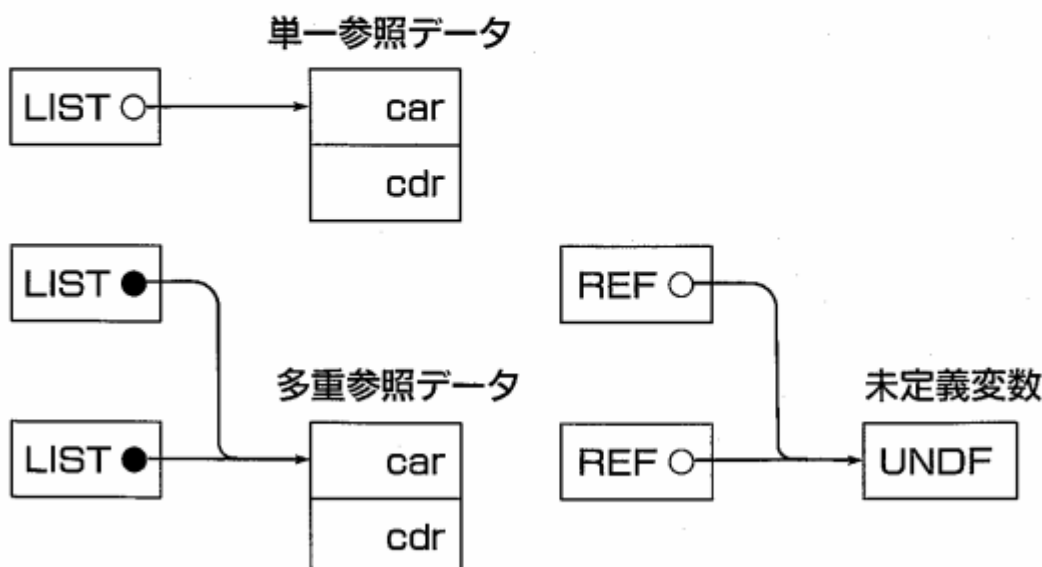 単一参照データ
LIST
car
cdr
LIST
多重参照データ
LIST
car
cdr
REF
未定義変数
REF
UNDF